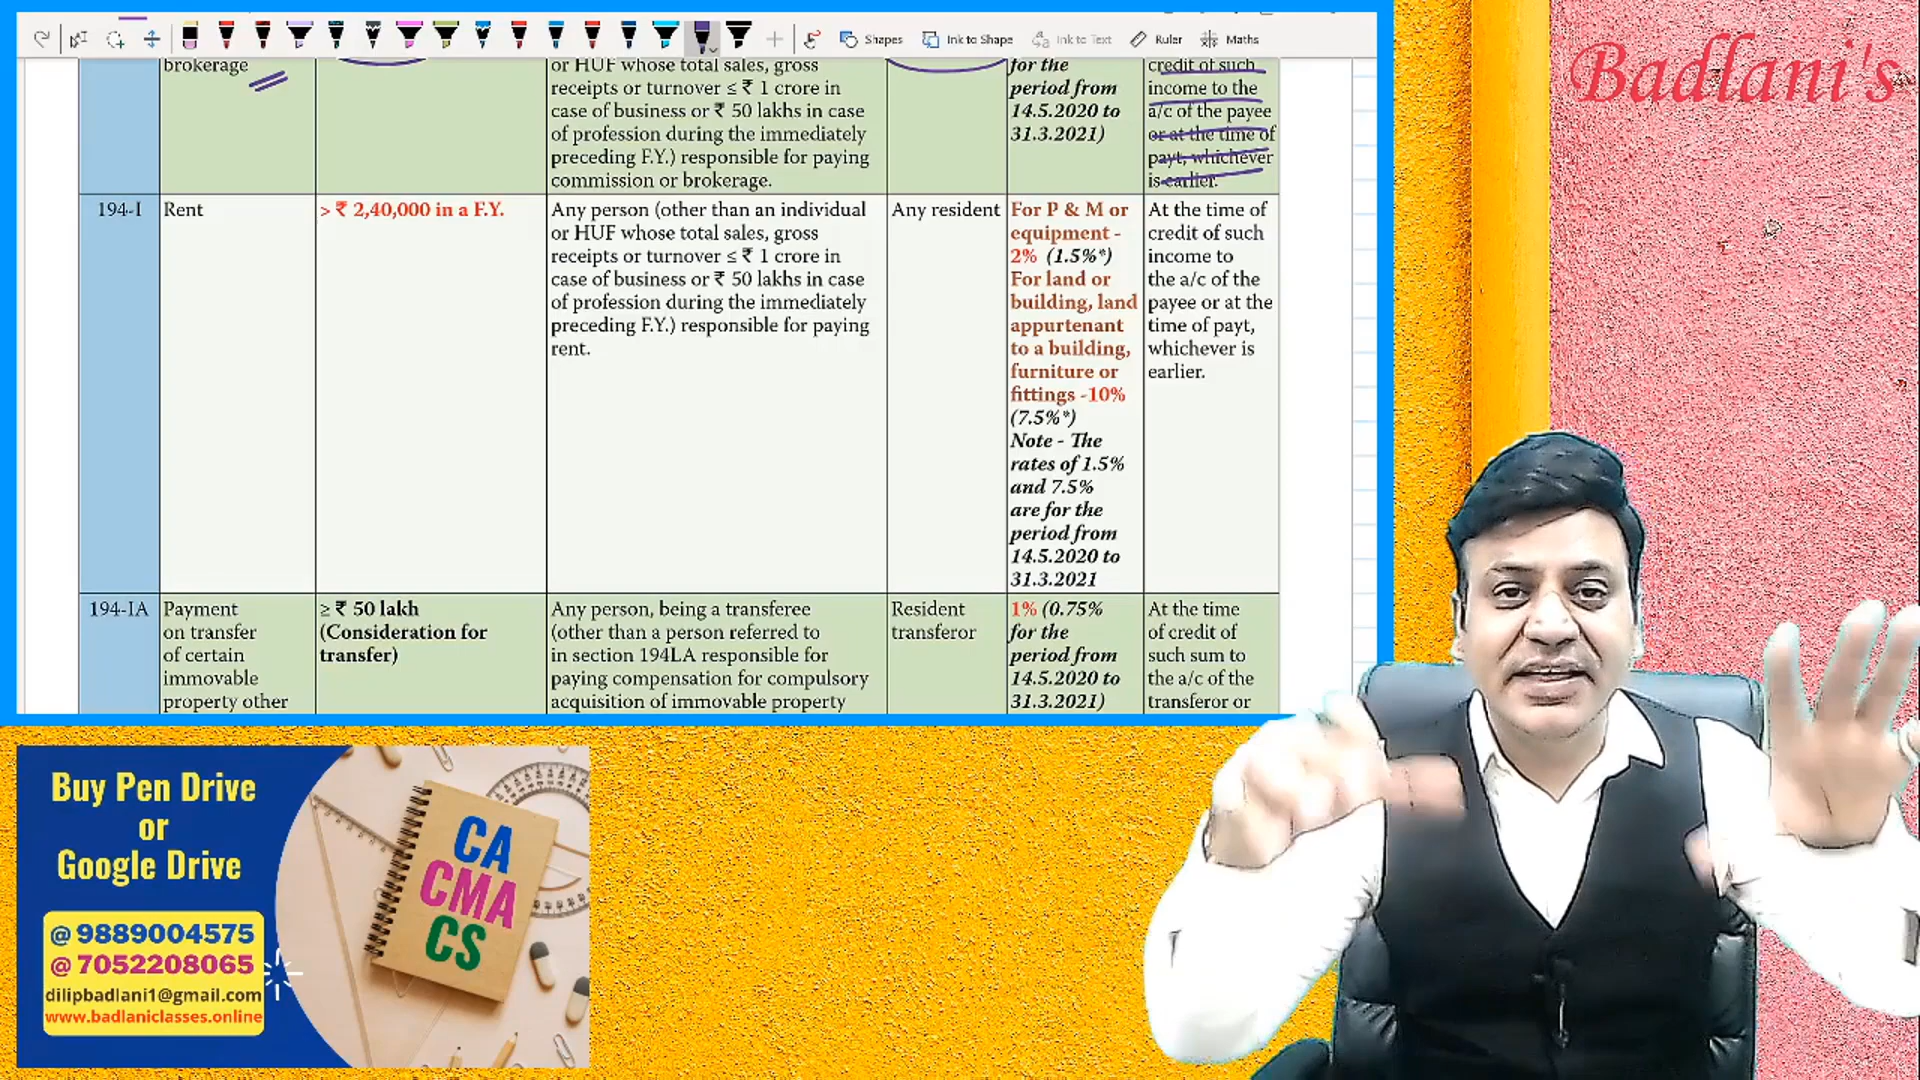 Shapes
Ink to Shape
Ink to Text
Ruler
Maths
Badlani's
brokerage
or HUF whose total sales, gross
receipts or turnover ≤ ₹ 1 crore in
case of business or ₹ 50 lakhs in case
of profession during the immediately
preceding F.Y.) responsible for paying
commission or brokerage.
for the
period from
14.5.2020 to
31.3.2021)
credit of such
income to the
a/c of the payee
or at the time of
payt, whichever
is earlier.
194-I
Rent
> ₹ 2,40,000 in a F.Y.
Any person (other than an individual
or HUF whose total sales, gross
receipts or turnover ≤ ₹ 1 crore in
case of business or ₹ 50 lakhs in case
of profession during the immediately
preceding F.Y.) responsible for paying
rent.
Any resident
For P & M or
equipment -
2% (1.5%*)
For land or
building, land
appurtenant
to a building,
furniture or
fittings -10%
(7.5%*)
Note - The
rates of 1.5%
and 7.5%
are for the
period from
14.5.2020 to
31.3.2021
At the time of
credit of such
income to
the a/c of the
payee or at the
time of payt,
whichever is
earlier.
194-IA
Payment
on transfer
of certain
immovable
property other
≥ ₹ 50 lakh
(Consideration for
transfer)
Any person, being a transferee
(other than a person referred to
in section 194LA responsible for
paying compensation for compulsory
acquisition of immovable property
Resident
transferor
1% (0.75%
for the
period from
14.5.2020 to
31.3.2021)
At the time
of credit of
such sum to
the a/c of the
transferor or
Buy Pen Drive
or
Google Drive
@ 9889004575
@ 7052208065
dilipbadlani1@gmail.com
www.badlaniclasses.online
CA
CMA
CS